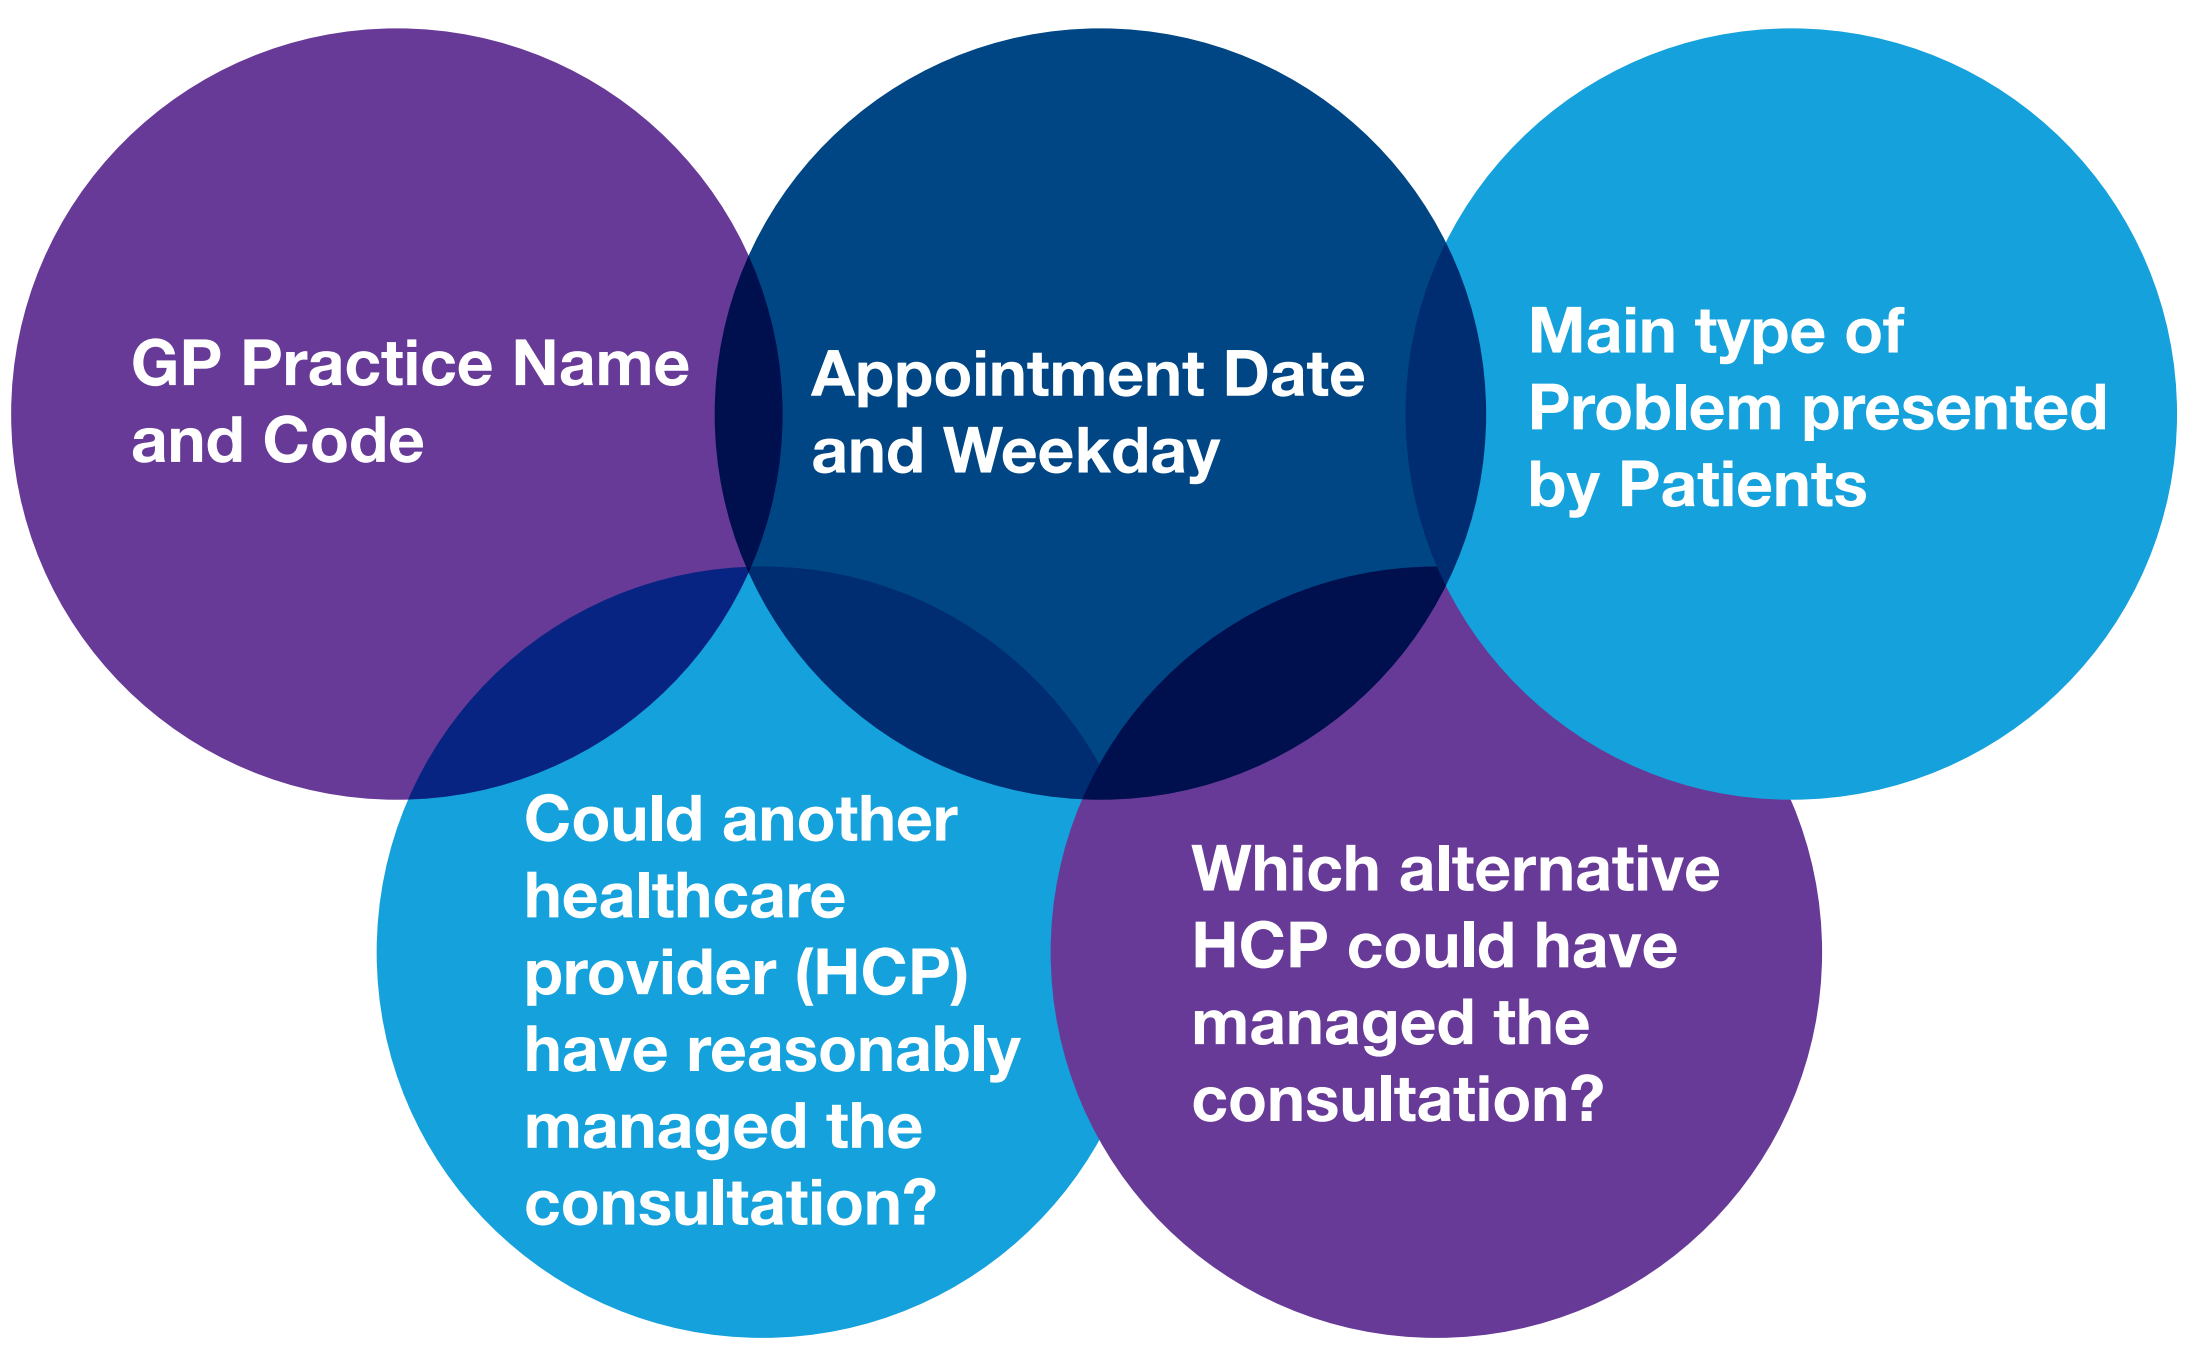 GP Practice Name
and Code
Appointment Date
and Weekday
Main type of
Problem presented
by Patients
Could another
healthcare
provider (HCP)
have reasonably
managed the
consultation?
Which alternative
HCP could have
managed the
consultation?